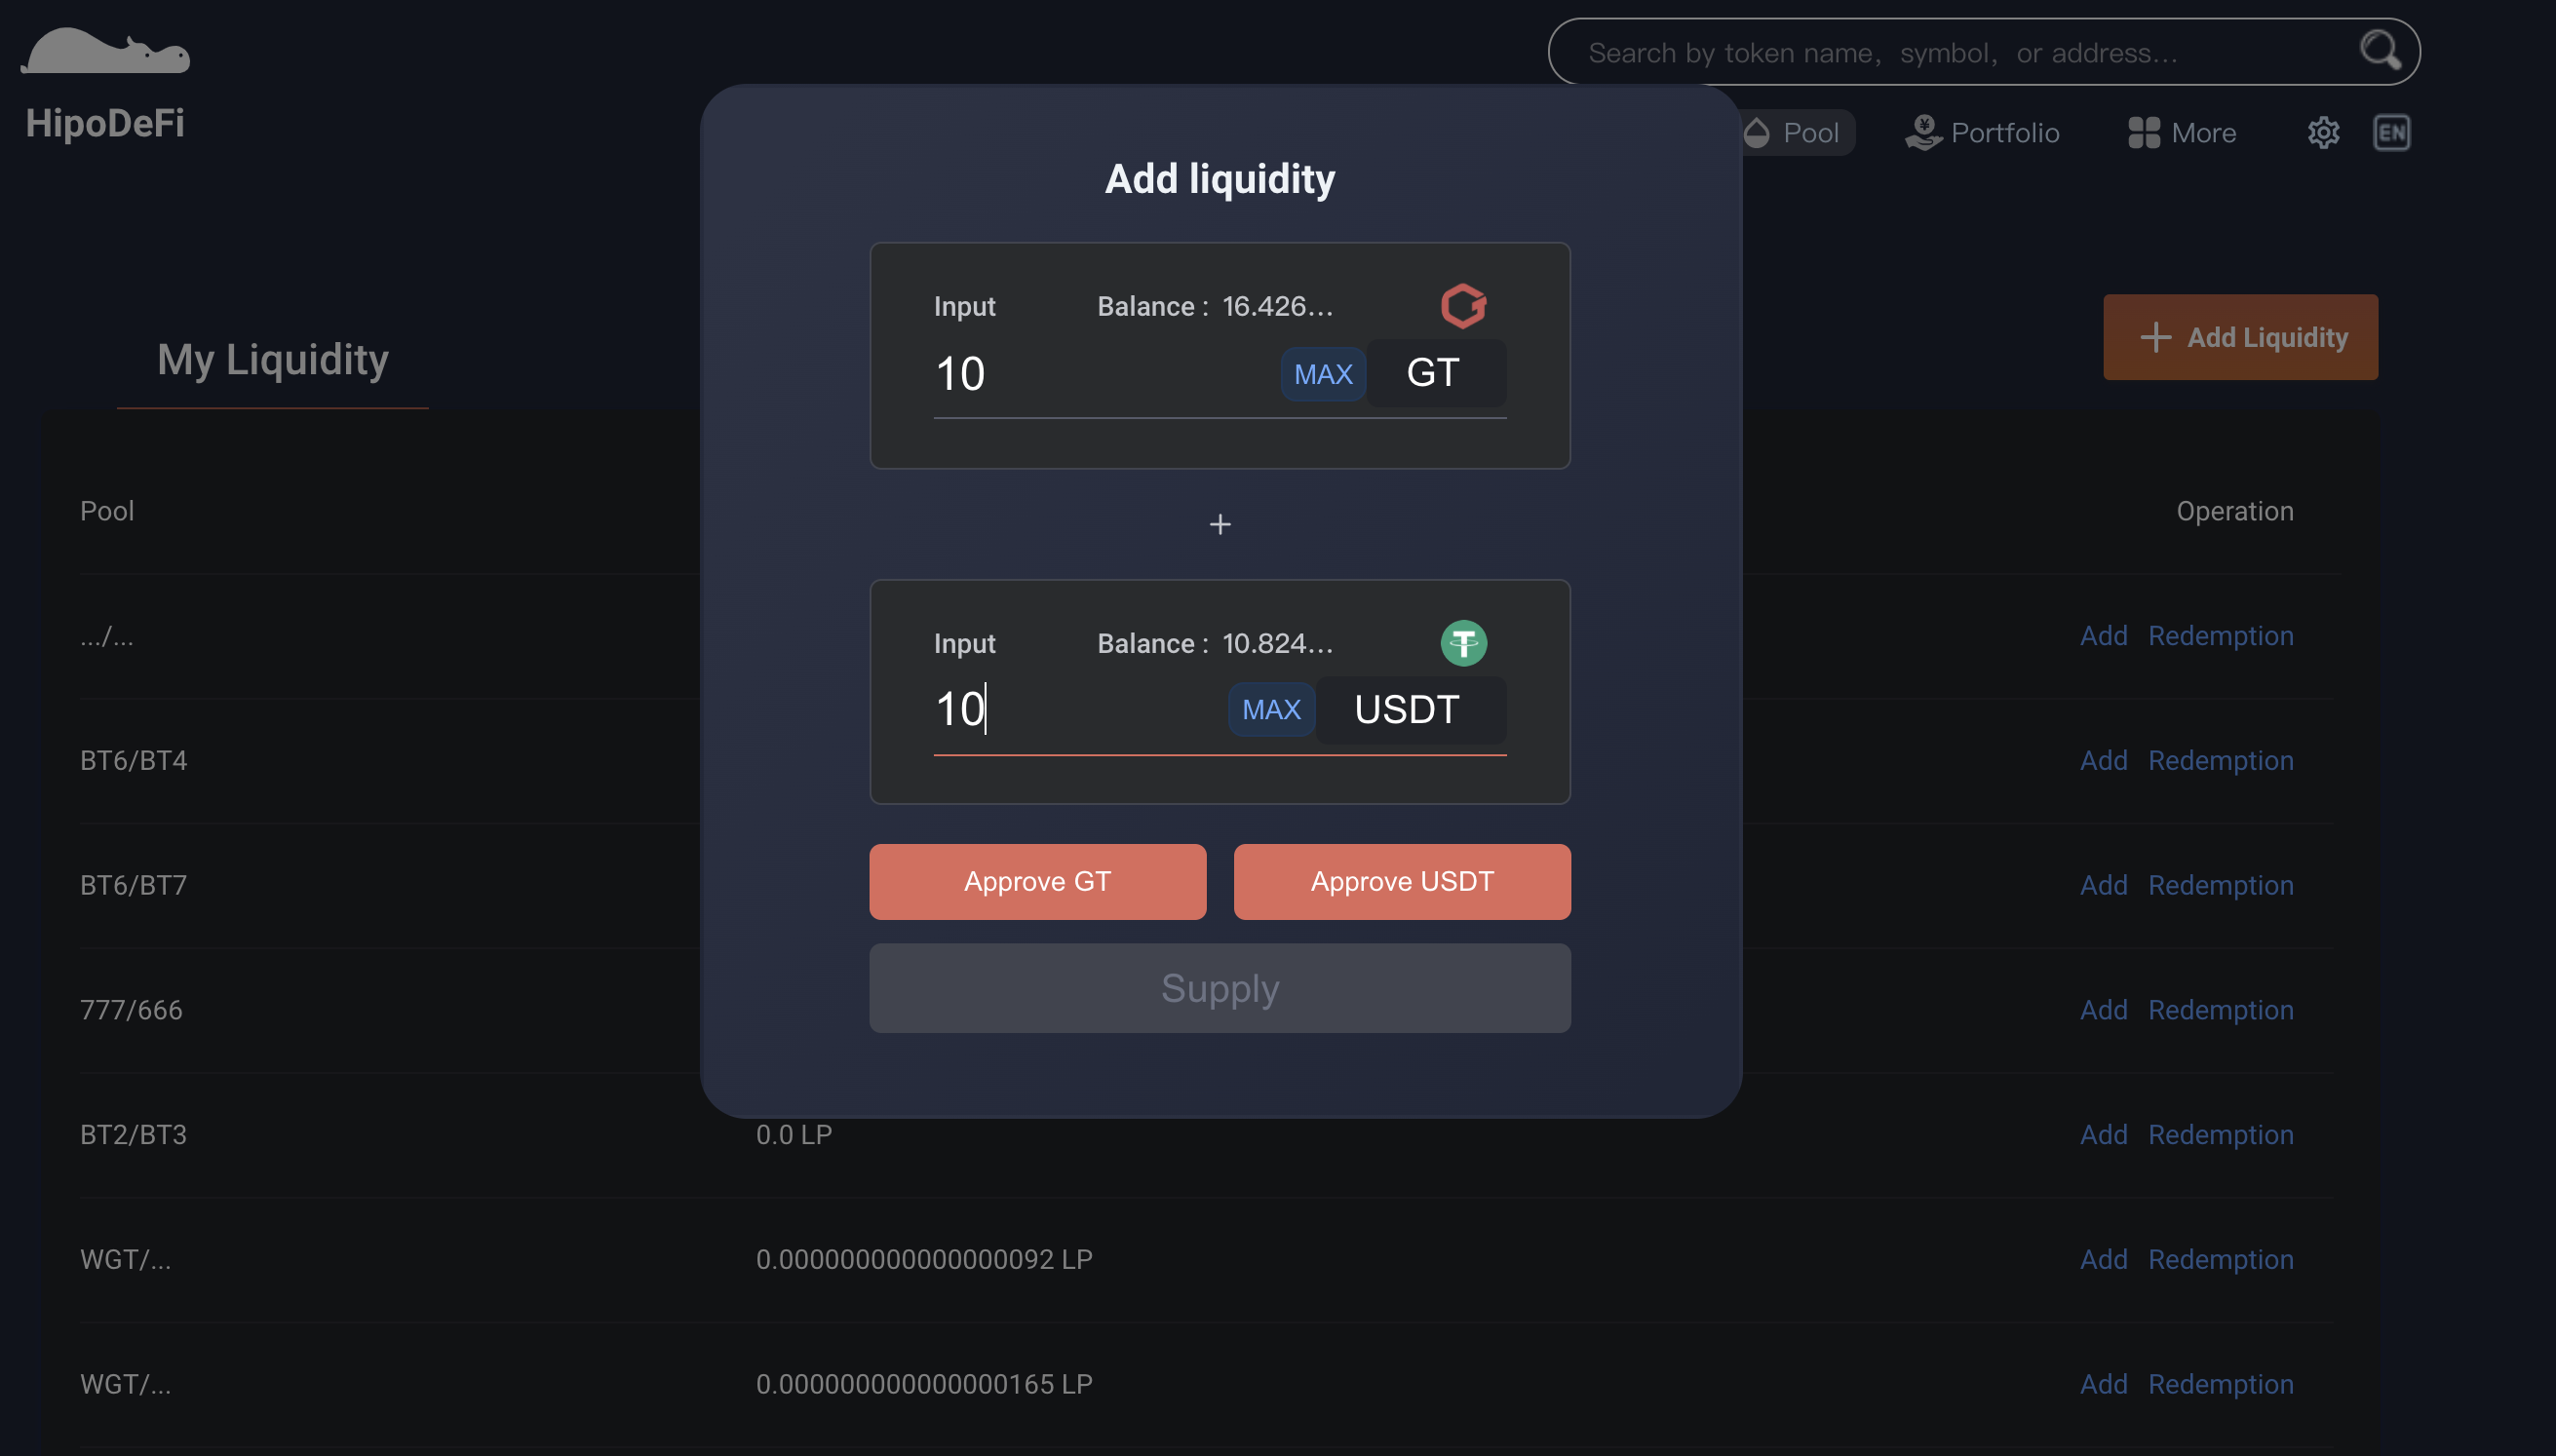 HipoDeFi
Search by token name, symbol, or address...
Pool
Portfolio
More
EN
My Liquidity
Add Liquidity
Pool
Operation
.../...
Add Redemption
BT6/BT4
Add Redemption
BT6/BT7
Add Redemption
777/666
Add Redemption
BT2/BT3
0.0 LP
Add Redemption
WGT/...
0.000000000000000092 LP
Add Redemption
WGT/...
0.000000000000000165 LP
Add Redemption
Add liquidity
Input
Balance : 16.426...
10
MAX
GT
+
Input
Balance : 10.824...
10
MAX
USDT
Approve GT
Approve USDT
Supply